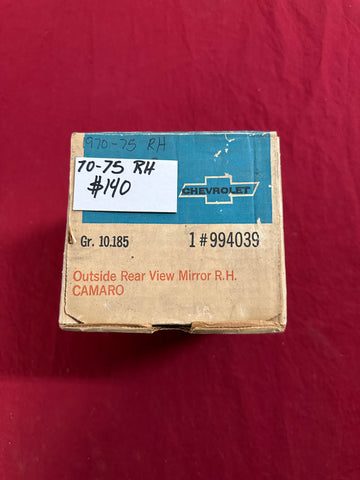 970-75 RH
70-75 RH
$140
CHEVROLET
Gr. 10.185 1#994039
Outside Rear View Mirror R.H.
CAMARO